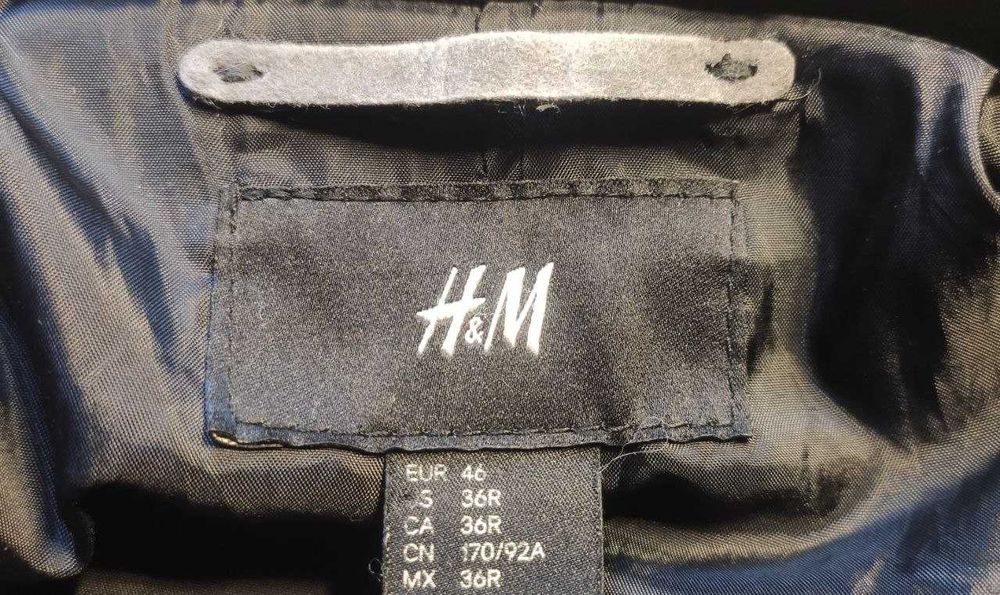 H&M
EUR 46
S 36R
CA 36R
CN 170/92A
MX 36R